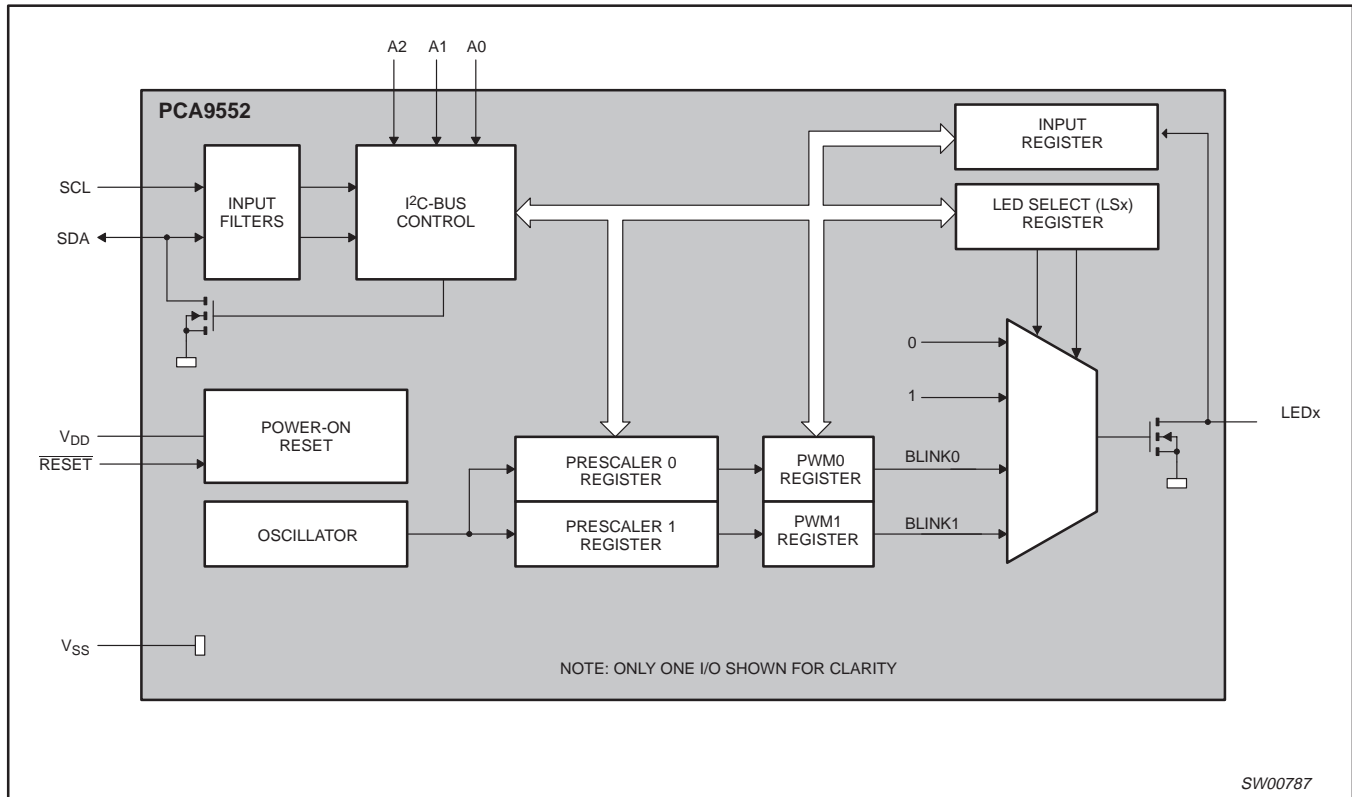 A2 A1 A0
PCA9552
INPUT
REGISTER
SCL
INPUT
FILTERS
I²C-BUS
CONTROL
LED SELECT (LSx)
REGISTER
SDA
0
1
LEDx
POWER-ON
RESET
VDD
RESET
PRESCALER 0
REGISTER
PWM0
REGISTER
BLINK0
OSCILLATOR
PRESCALER 1
REGISTER
PWM1
REGISTER
BLINK1
VSS
NOTE: ONLY ONE I/O SHOWN FOR CLARITY
SW00787